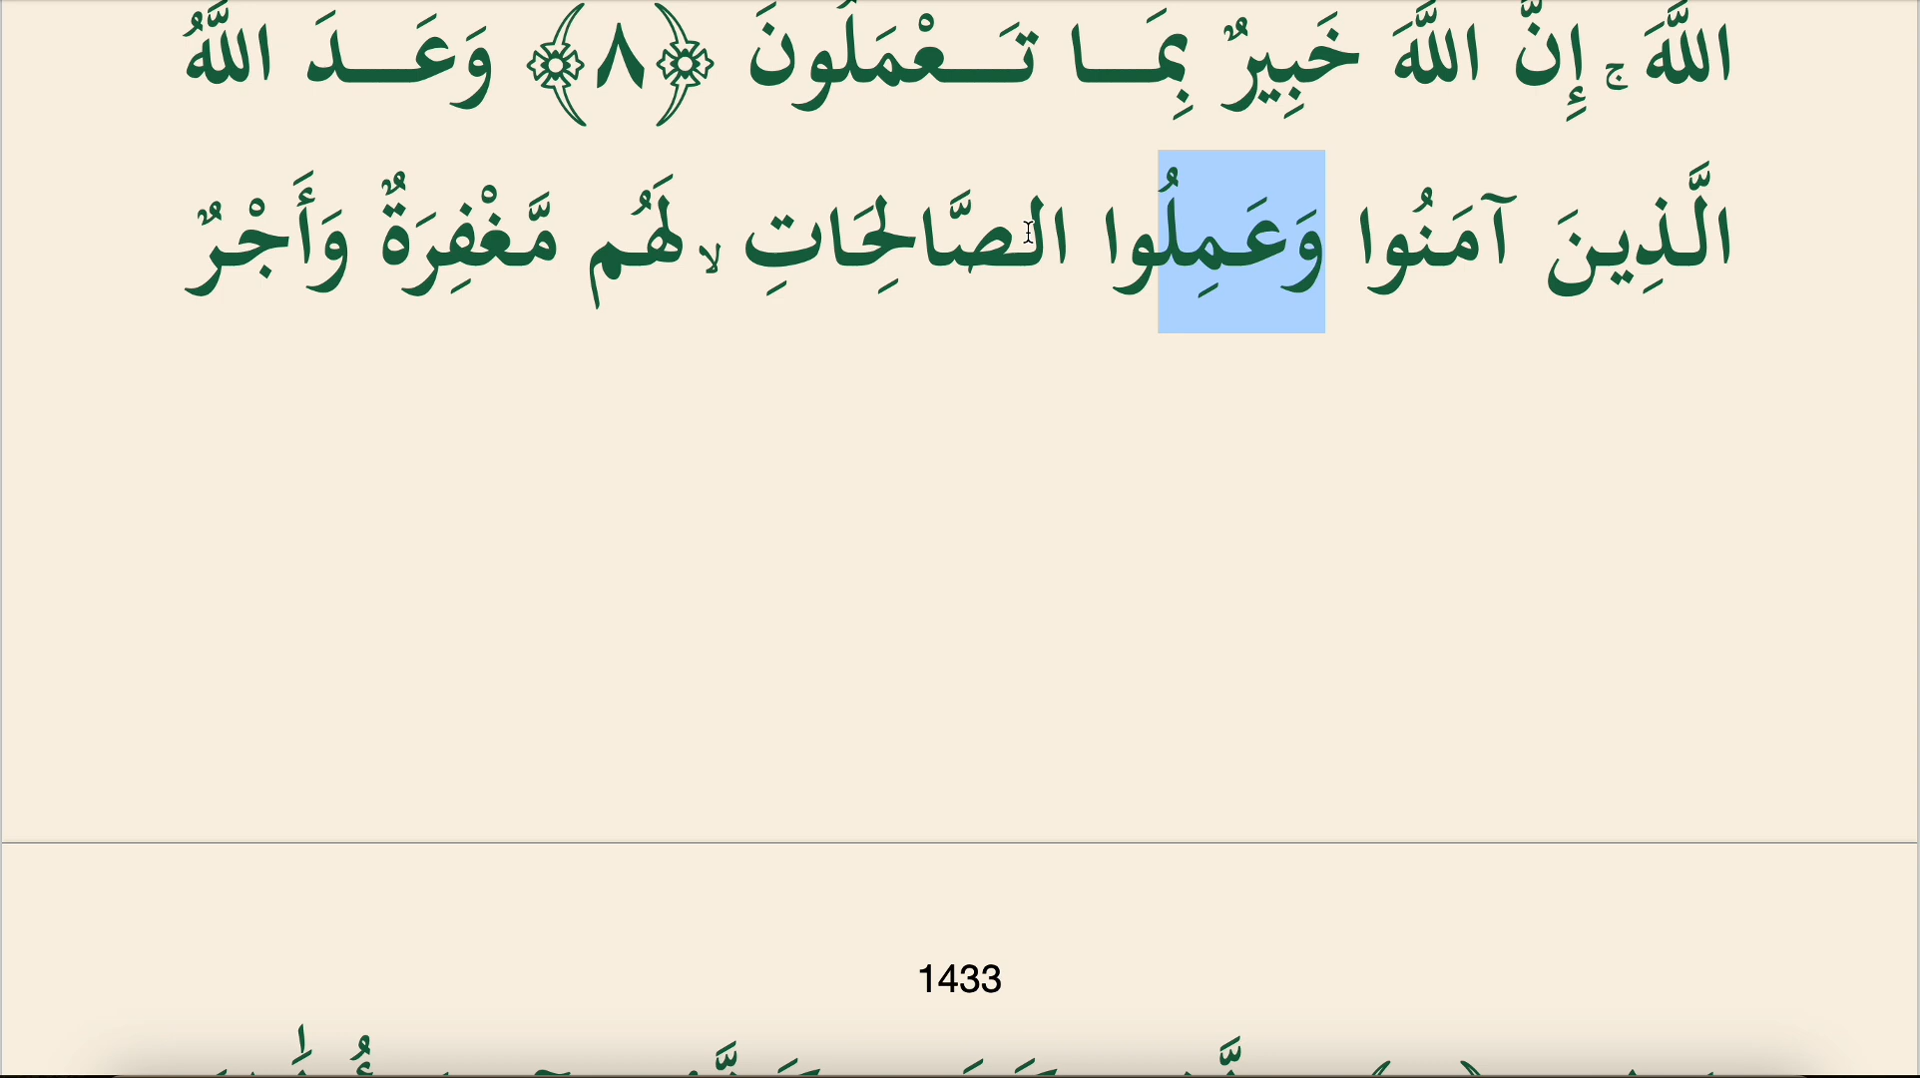 اللَّهَ ۚ إِنَّ اللَّهَ خَبِيرٌ بِمَا تَعْمَلُونَ ﴿٨﴾ وَعَدَ اللَّهُ
الَّذِينَ آمَنُوا وَعَمِلُوا الصَّالِحَاتِ ۙ لَهُم مَّغْفِرَةٌ وَأَجْرٌ
1433